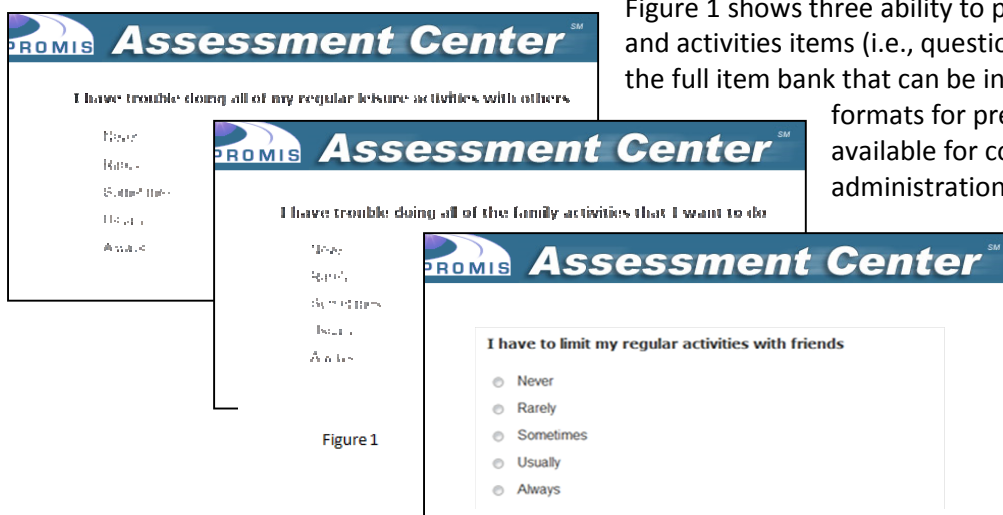 PROMIS Assessment Center SM
I have trouble doing all of my regular leisure activities with others
Figure 1 shows three ability to p
and activities items (i.e., questio
the full item bank that can be in
formats for pre
available for co
administration
PROMIS Assessment Center SM
I have trouble doing all of the family activities that I want to do
PROMIS Assessment Center SM
I have to limit my regular activities with friends
Never
Rarely
Sometimes
Usually
Always
Figure 1